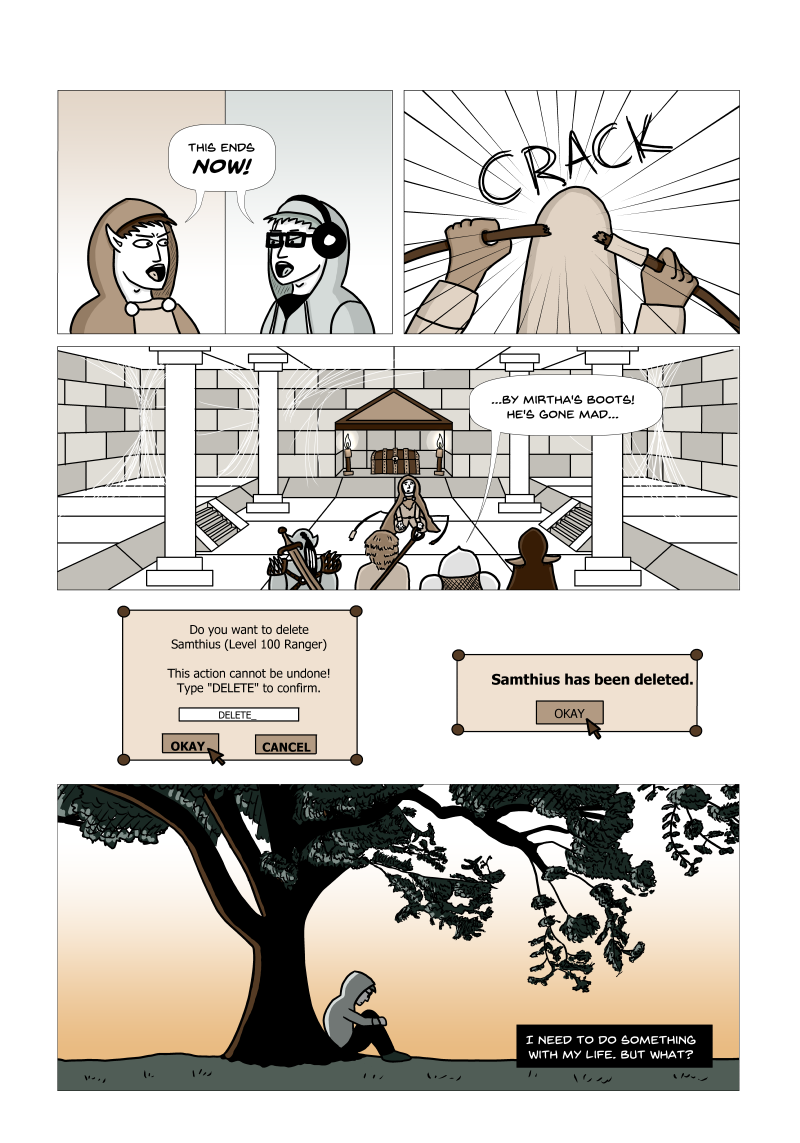 THIS ENDS
NOW!
CRACK
...BY MIRTHA'S BOOTS!
HE'S GONE MAD...
Do you want to delete
Samthius (Level 100 Ranger)
This action cannot be undone!
Type "DELETE" to confirm.
DELETE_
OKAY
CANCEL
Samthius has been deleted.
OKAY
I NEED TO DO SOMETHING
WITH MY LIFE. BUT WHAT?